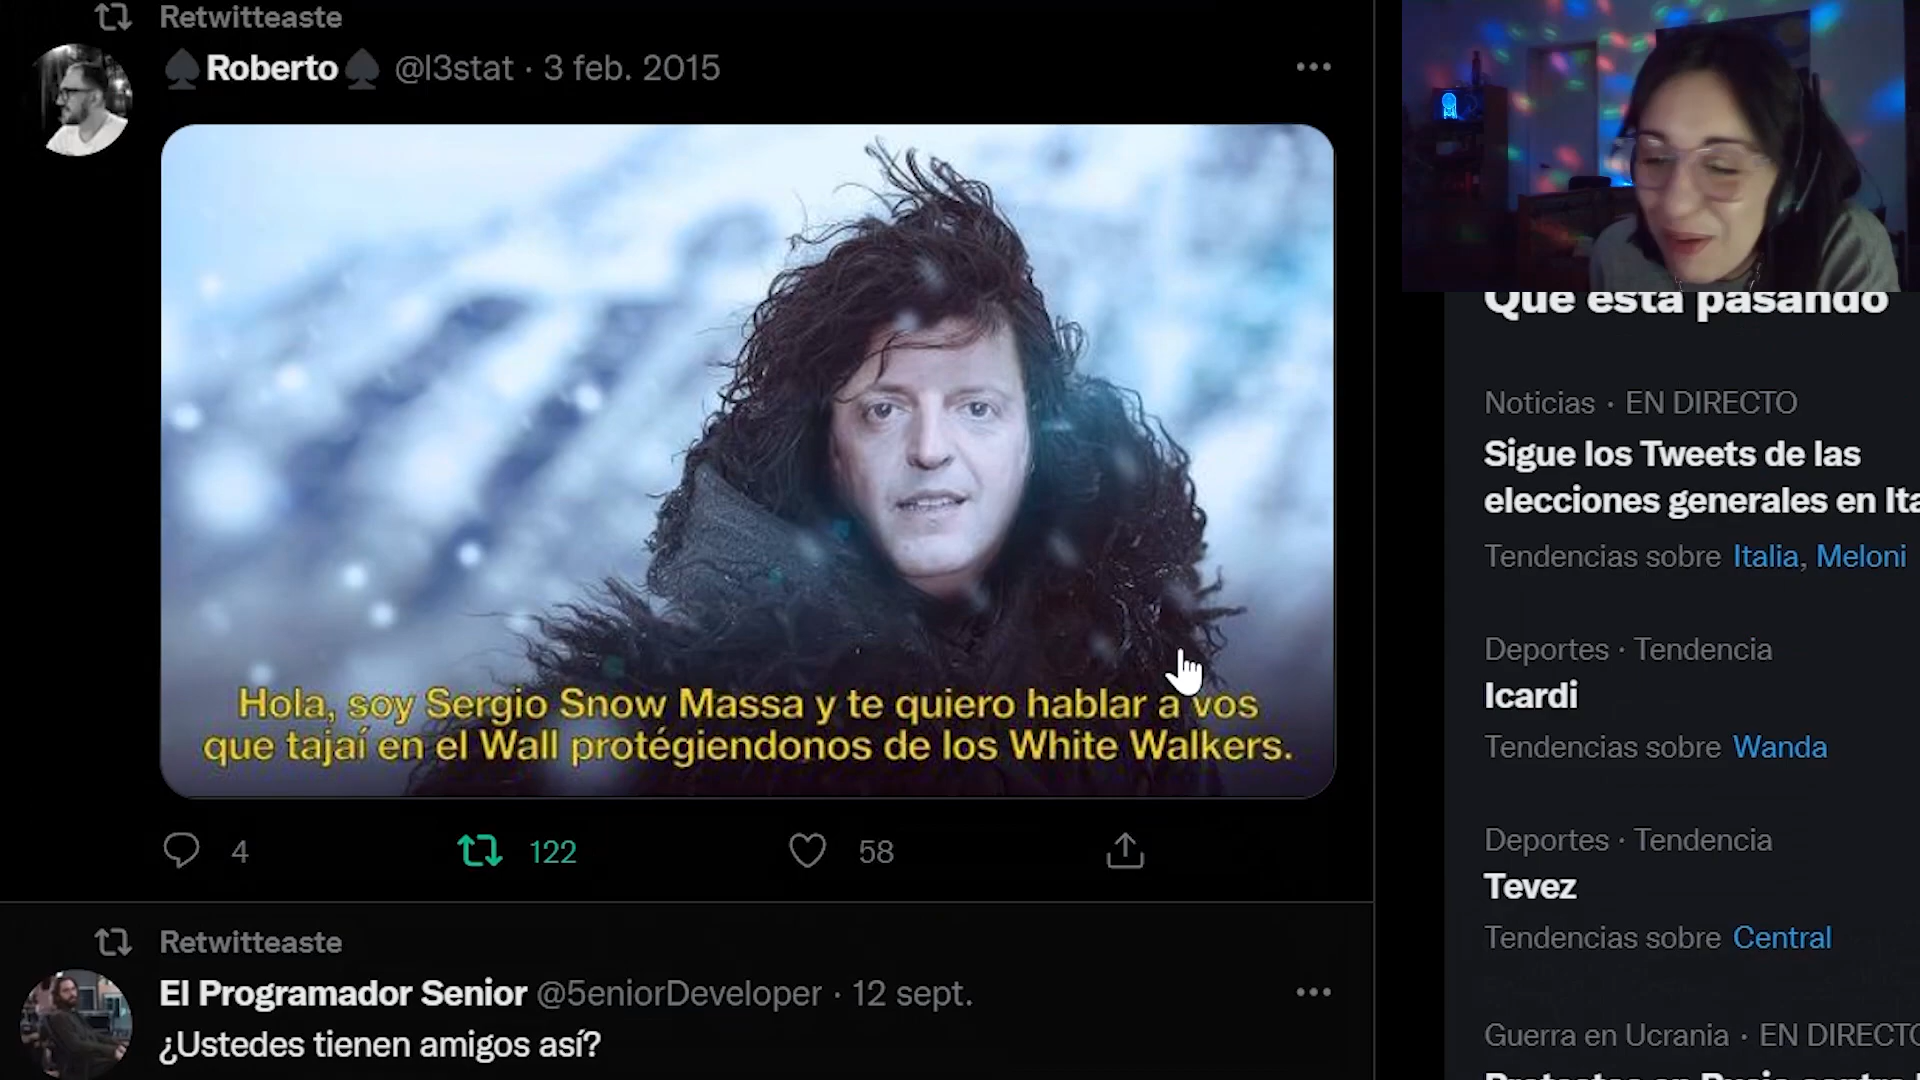 Retwitteaste
Roberto @l3stat · 3 feb. 2015
Hola, soy Sergio Snow Massa y te quiero hablar a vos
que tajaí en el Wall protégiendonos de los White Walkers.
4 122 58
Retwitteaste
El Programador Senior @5eniorDeveloper · 12 sept.
¿Ustedes tienen amigos así?
Qué está pasando
Noticias · EN DIRECTO
Sigue los Tweets de las
elecciones generales en Ita
Tendencias sobre Italia, Meloni
Deportes · Tendencia
Icardi
Tendencias sobre Wanda
Deportes · Tendencia
Tevez
Tendencias sobre Central
Guerra en Ucrania · EN DIRECTO